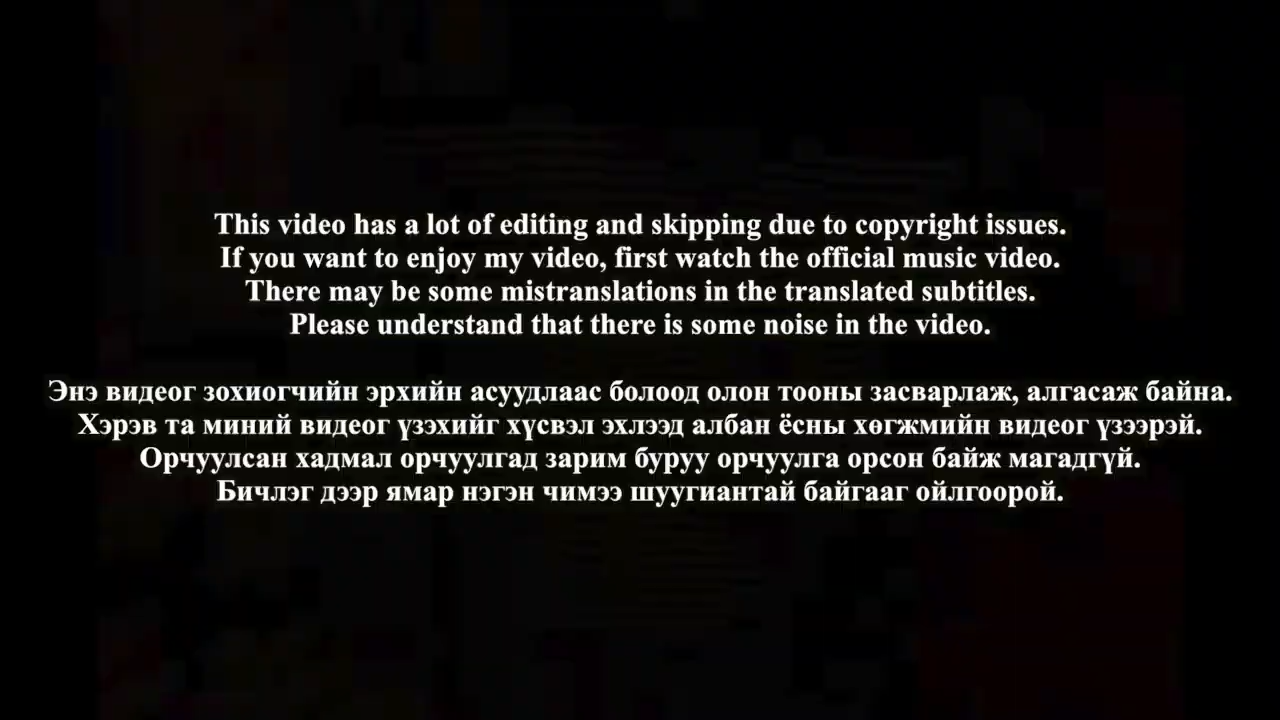 This video has a lot of editing and skipping due to copyright issues.
If you want to enjoy my video, first watch the official music video.
There may be some mistranslations in the translated subtitles.
Please understand that there is some noise in the video.
Энэ видеог зохиогчийн эрхийн асуудлаас болоод олон тооны засварлаж, алгасаж байна.
Хэрэв та миний видеог үзэхийг хүсвэл эхлээд албан ёсны хөгжмийн видеог үзээрэй.
Орчуулсан хадмал орчуулгад зарим буруу орчуулга орсон байж магадгүй.
Бичлэг дээр ямар нэгэн чимээ шуугиантай байгааг ойлгоорой.